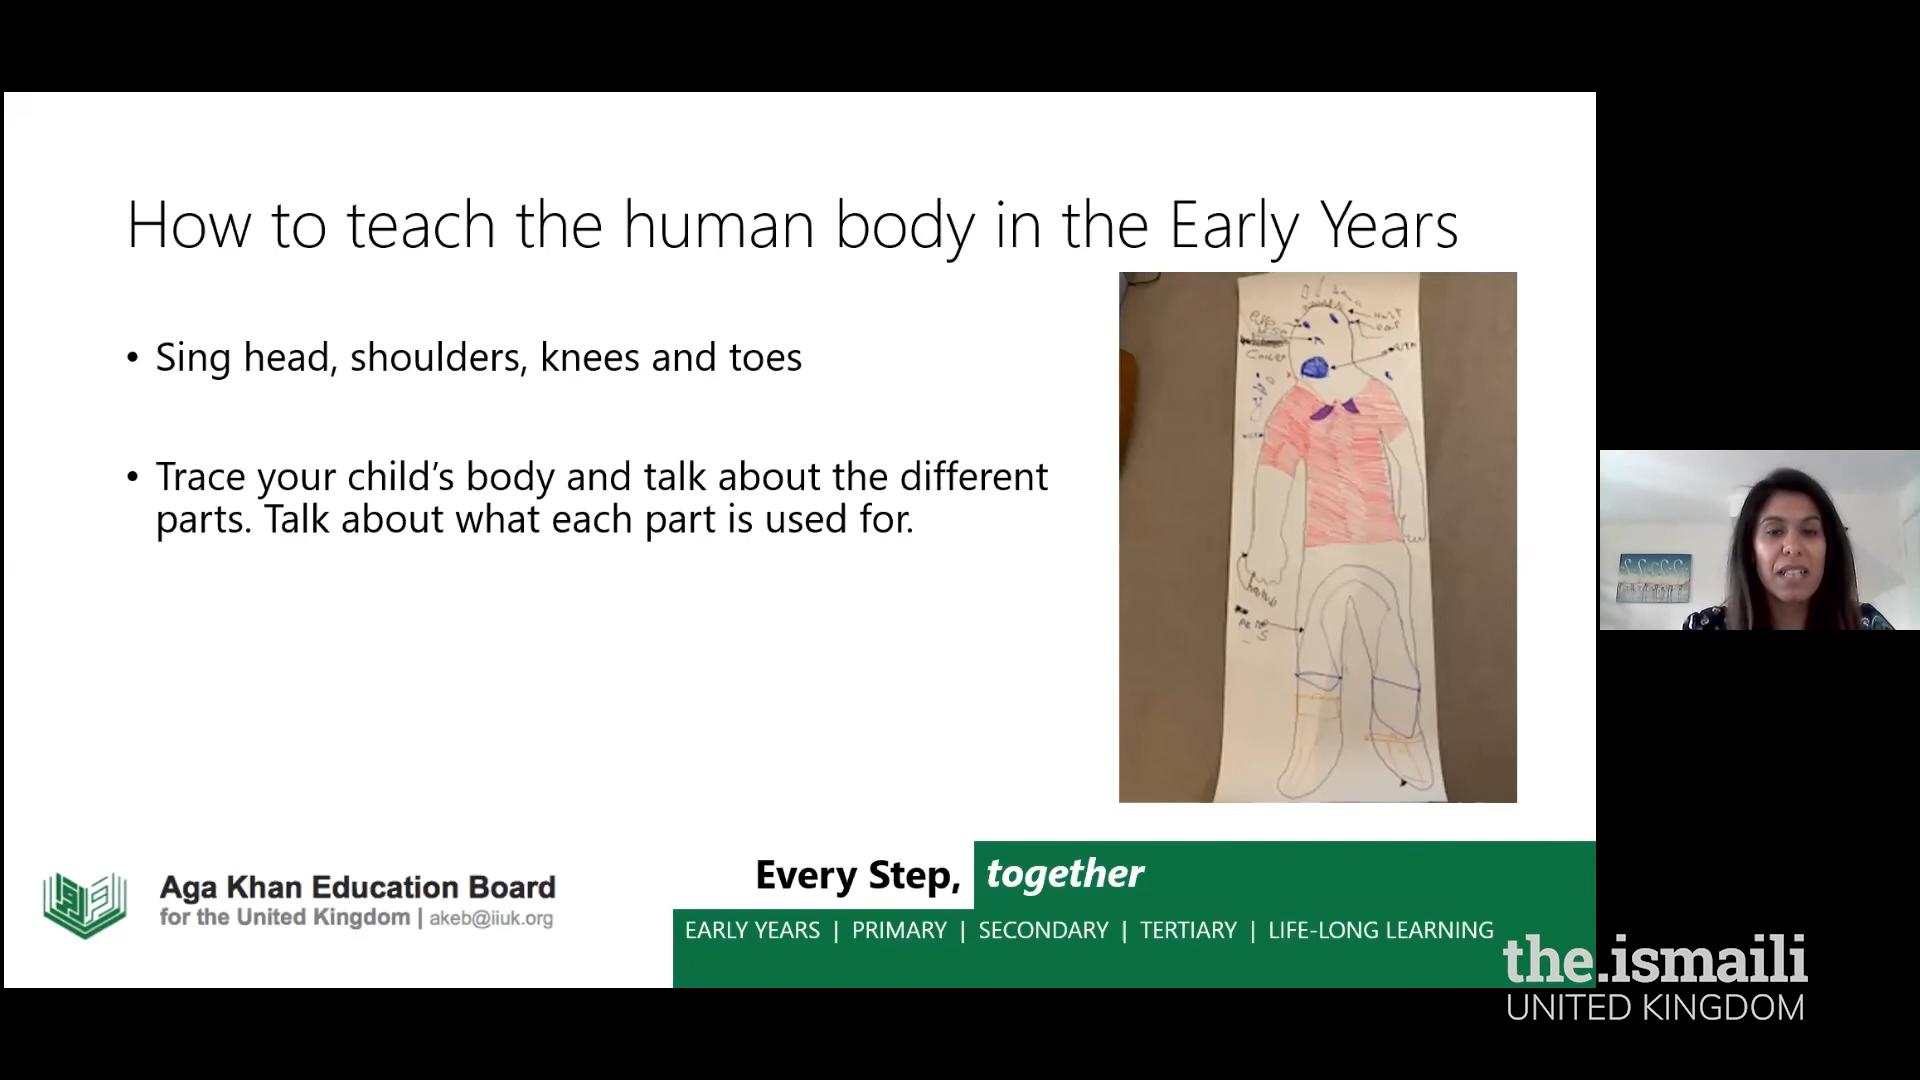 How to teach the human body in the Early Years
• Sing head, shoulders, knees and toes
• Trace your child’s body and talk about the different
parts. Talk about what each part is used for.
Aga Khan Education Board
for the United Kingdom | akeb@iiuk.org
Every Step, together
EARLY YEARS | PRIMARY | SECONDARY | TERTIARY | LIFE-LONG LEARNING
the.ismaili
UNITED KINGDOM